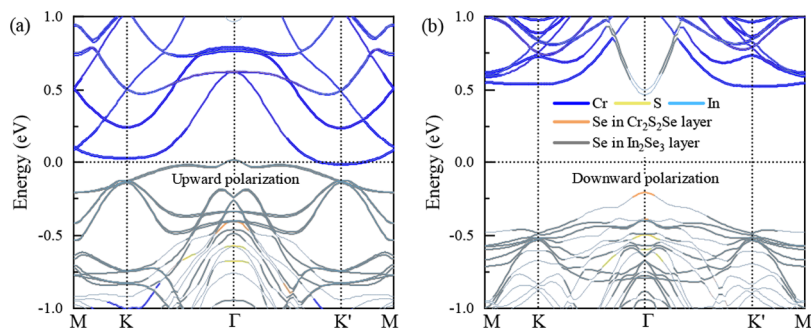 (a)
Energy (eV)
1.0
0.5
0.0
-0.5
-1.0
Upward polarization
M K Γ K' M
(b)
Energy (eV)
1.0
0.5
0.0
-0.5
-1.0
Cr S In
Se in Cr₂S₂Se layer
Se in In₂Se₃ layer
Downward polarization
M K Γ K' M